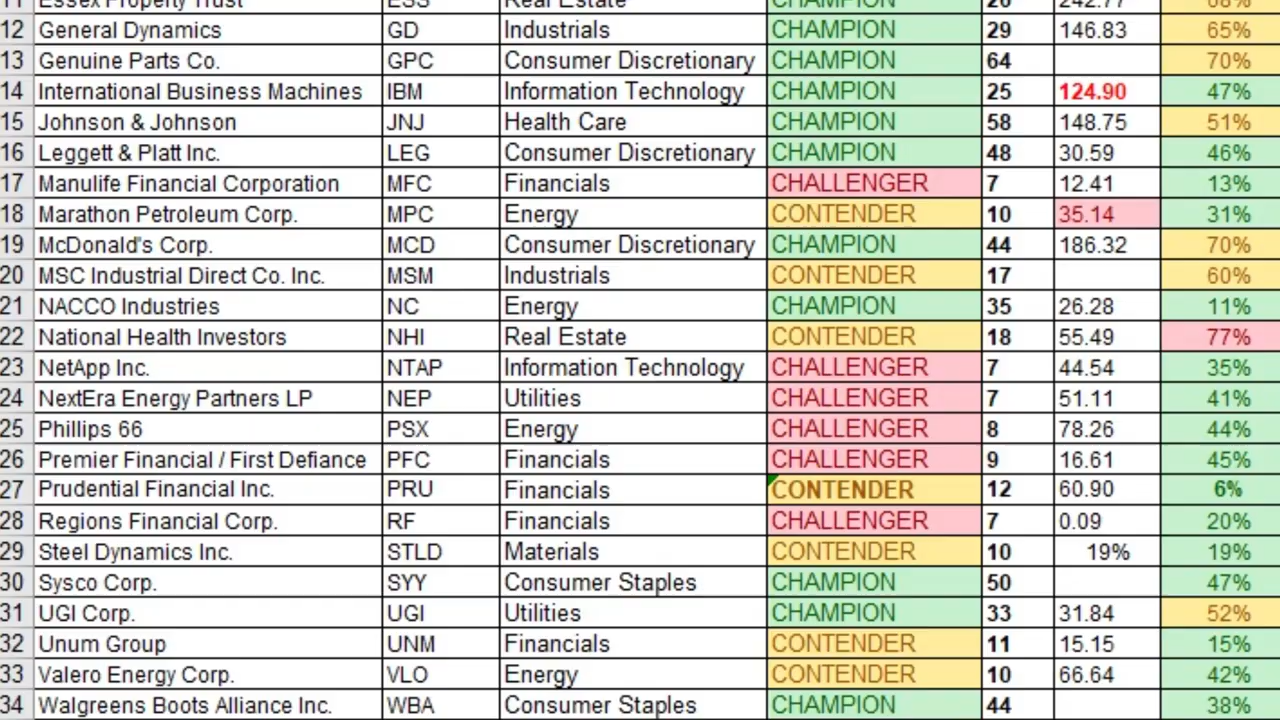 11 Essex Property Trust ESS Real Estate CHAMPION 26 242.77 68%
12 General Dynamics GD Industrials CHAMPION 29 146.83 65%
13 Genuine Parts Co. GPC Consumer Discretionary CHAMPION 64 70%
14 International Business Machines IBM Information Technology CHAMPION 25 124.90 47%
15 Johnson & Johnson JNJ Health Care CHAMPION 58 148.75 51%
16 Leggett & Platt Inc. LEG Consumer Discretionary CHAMPION 48 30.59 46%
17 Manulife Financial Corporation MFC Financials CHALLENGER 7 12.41 13%
18 Marathon Petroleum Corp. MPC Energy CONTENDER 10 35.14 31%
19 McDonald's Corp. MCD Consumer Discretionary CHAMPION 44 186.32 70%
20 MSC Industrial Direct Co. Inc. MSM Industrials CONTENDER 17 60%
21 NACCO Industries NC Energy CHAMPION 35 26.28 11%
22 National Health Investors NHI Real Estate CONTENDER 18 55.49 77%
23 NetApp Inc. NTAP Information Technology CHALLENGER 7 44.54 35%
24 NextEra Energy Partners LP NEP Utilities CHALLENGER 7 51.11 41%
25 Phillips 66 PSX Energy CHALLENGER 8 78.26 44%
26 Premier Financial / First Defiance PFC Financials CHALLENGER 9 16.61 45%
27 Prudential Financial Inc. PRU Financials CONTENDER 12 60.90 6%
28 Regions Financial Corp. RF Financials CHALLENGER 7 0.09 20%
29 Steel Dynamics Inc. STLD Materials CONTENDER 10 19% 19%
30 Sysco Corp. SYY Consumer Staples CHAMPION 50 47%
31 UGI Corp. UGI Utilities CHAMPION 33 31.84 52%
32 Unum Group UNM Financials CONTENDER 11 15.15 15%
33 Valero Energy Corp. VLO Energy CONTENDER 10 66.64 42%
34 Walgreens Boots Alliance Inc. WBA Consumer Staples CHAMPION 44 38%